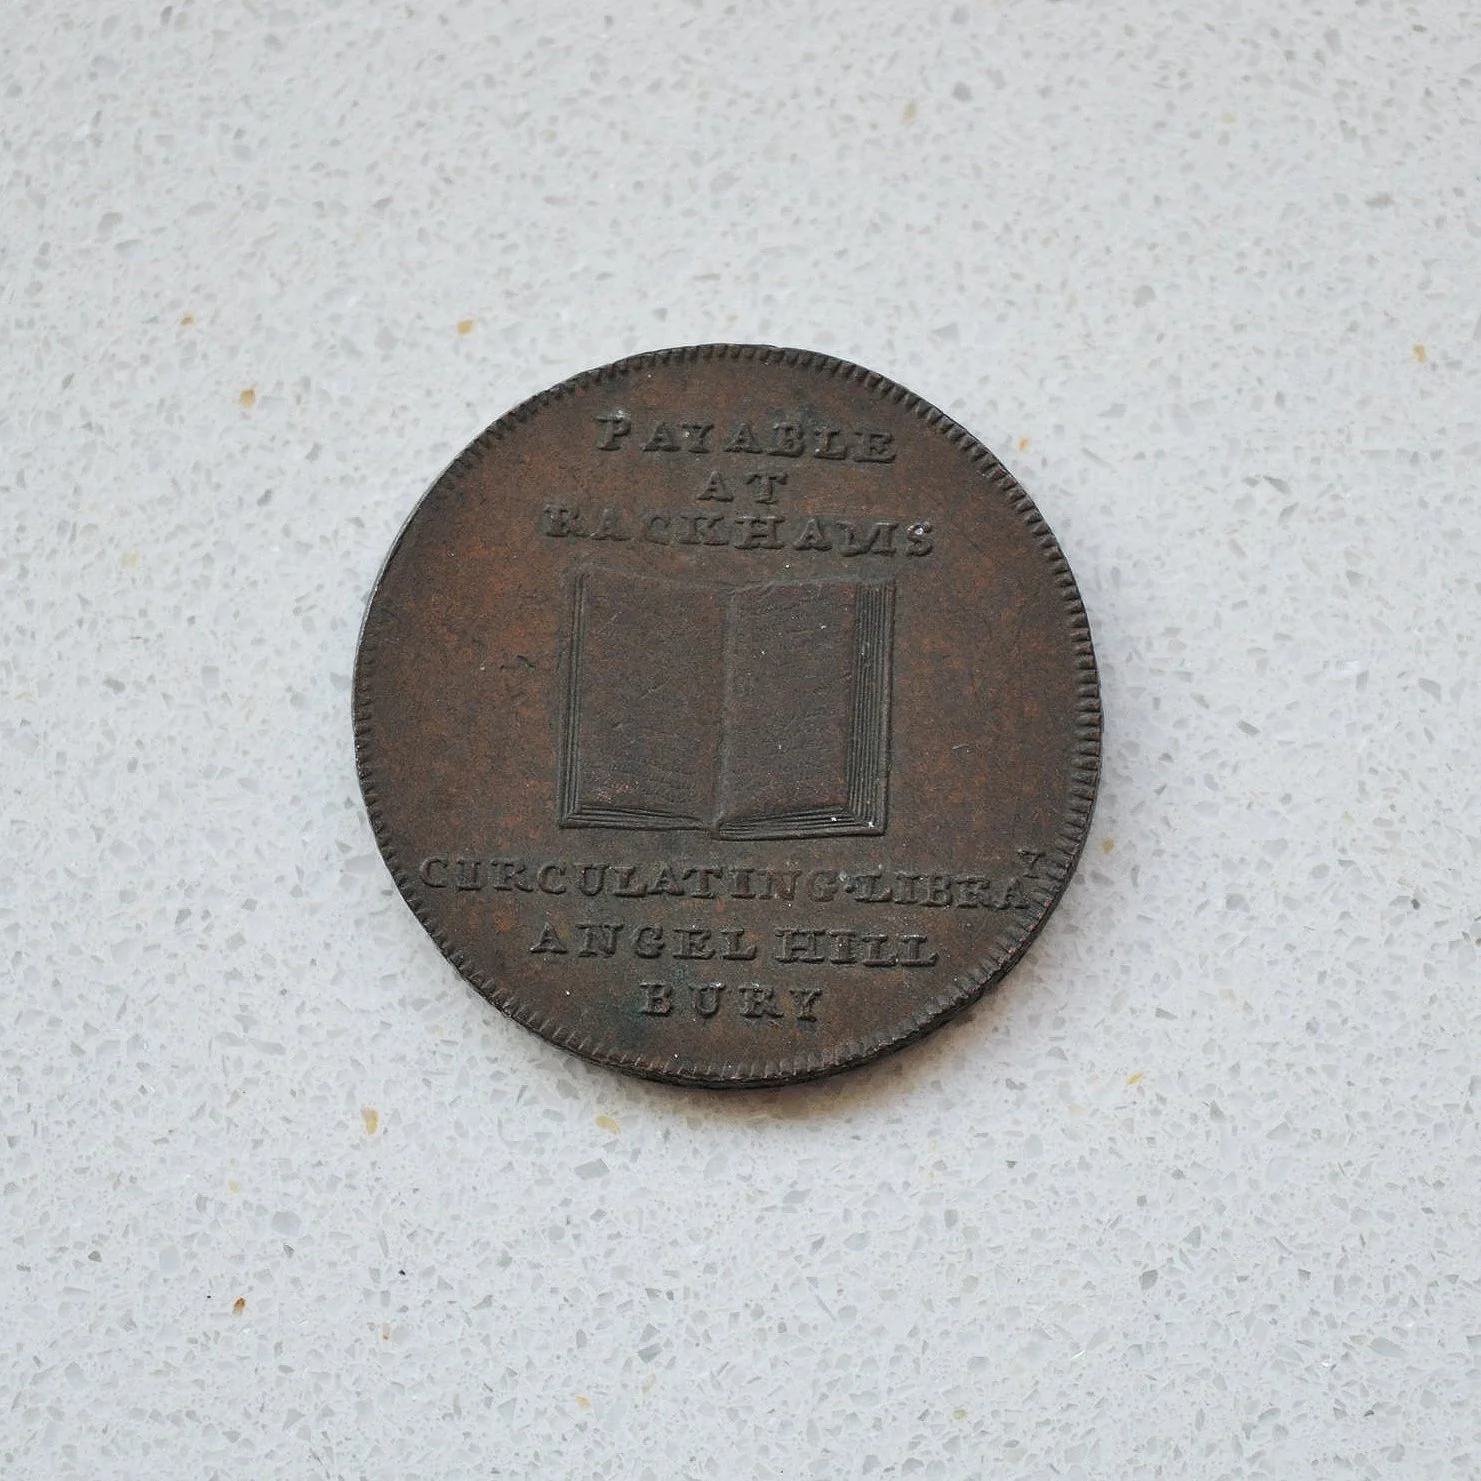 PAYABLE
AT
RACKHAMS
CIRCULATING·LIBRAY
ANGEL HILL
BURY